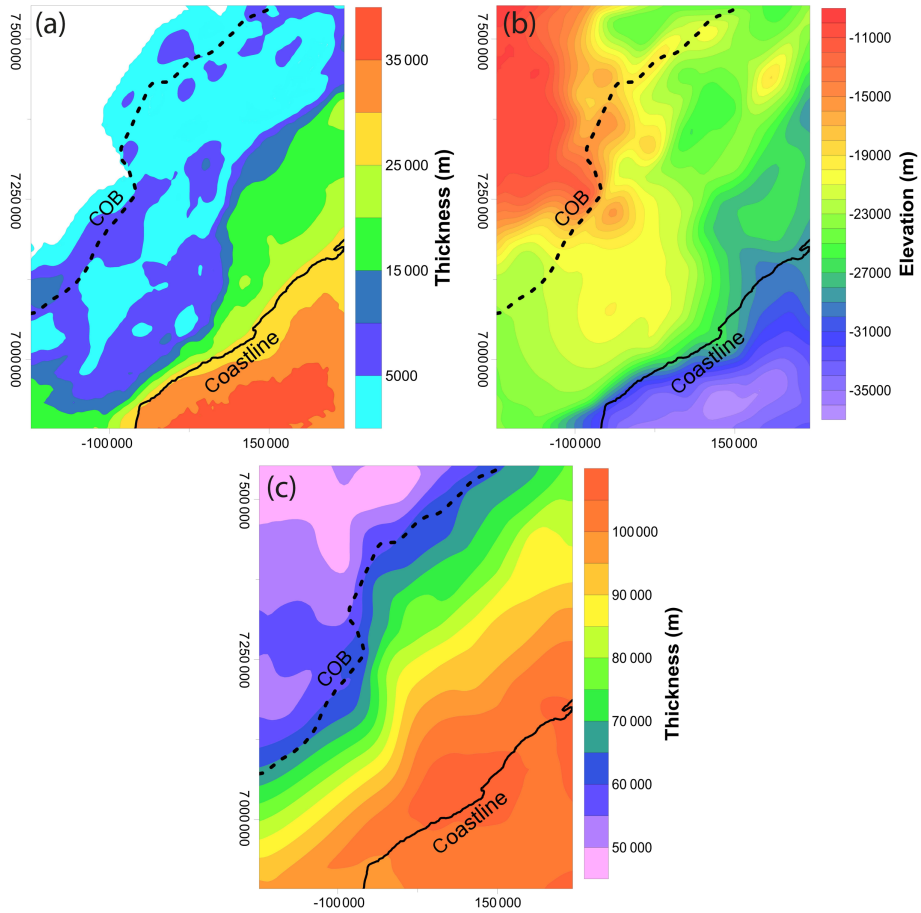 (a)
7 500 000
7 250 000
7 000 000
COB
Coastline
-100 000
150 000
35 000
25 000
15 000
5000
Thickness (m)
(b)
7 500 000
7 250 000
7 000 000
COB
Coastline
-100 000
150 000
-11000
-15000
-19000
-23000
-27000
-31000
-35000
Elevation (m)
(c)
7 500 000
7 250 000
7 000 000
COB
Coastline
-100 000
150 000
100 000
90 000
80 000
70 000
60 000
50 000
Thickness (m)